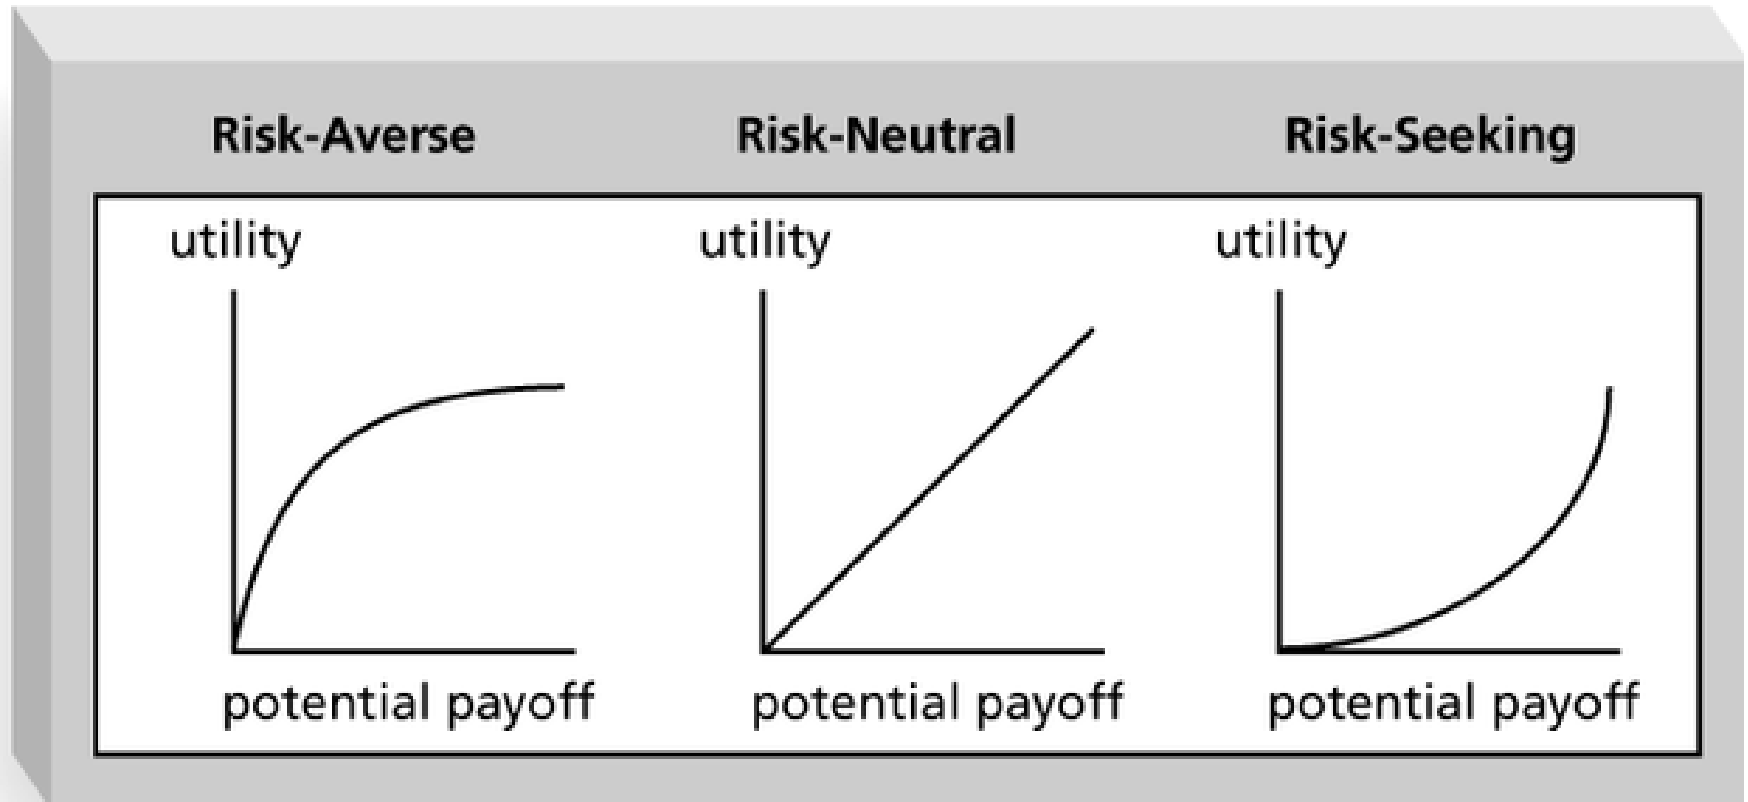 Risk-Averse
Risk-Neutral
Risk-Seeking
utility
utility
utility
potential payoff
potential payoff
potential payoff